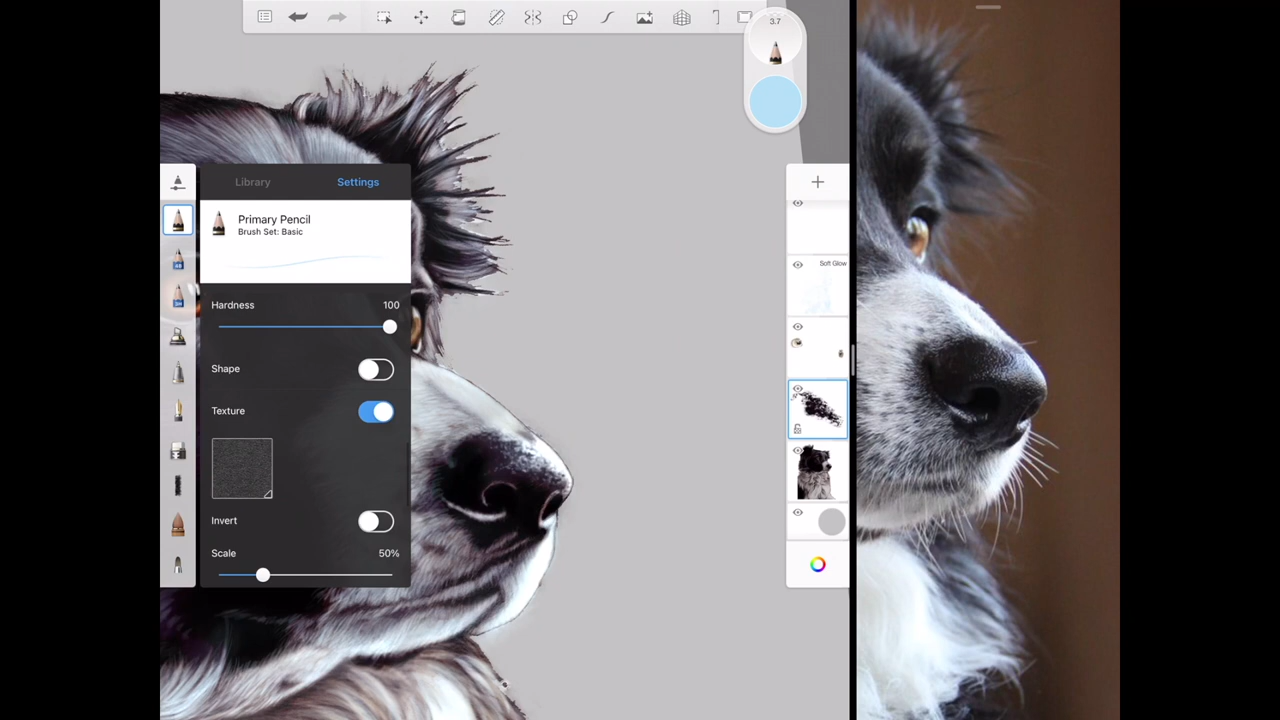 3.7
Library
Settings
Primary Pencil
Brush Set: Basic
Hardness
100
Shape
Texture
Invert
Scale
50%
Soft Glow